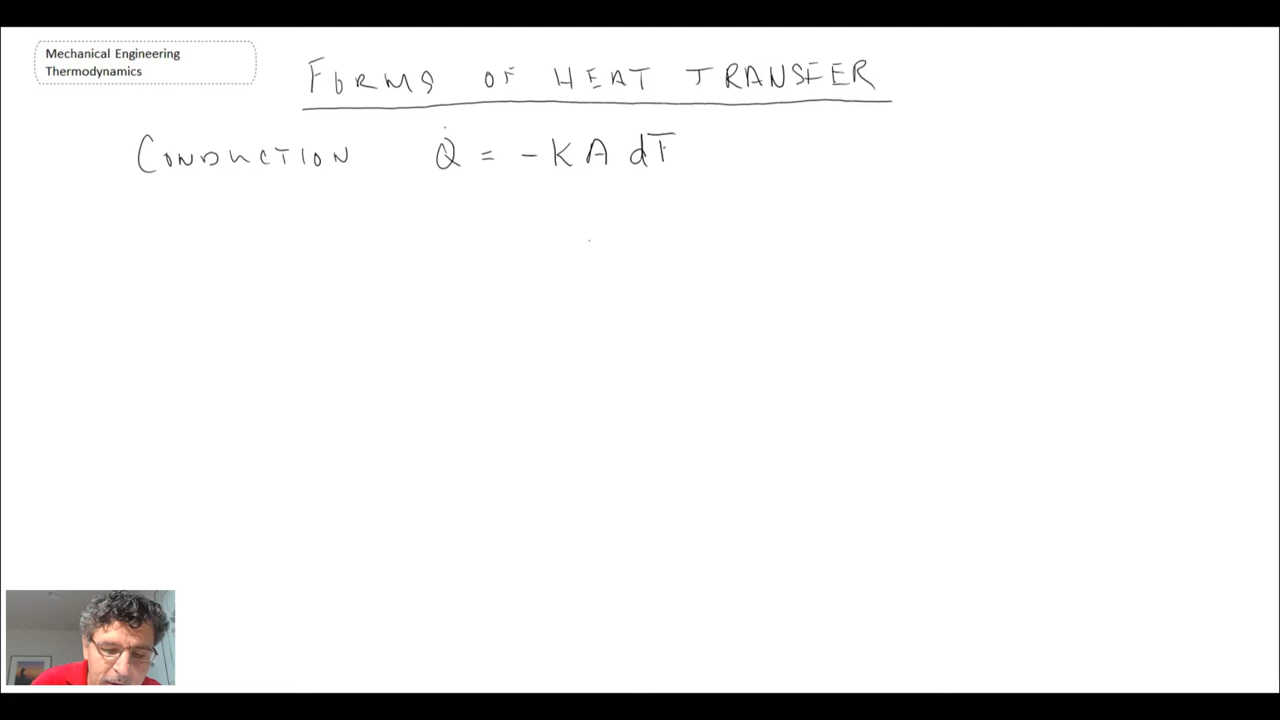 Mechanical Engineering
Thermodynamics
FORMS OF HEAT TRANSFER
CONDUCTION Q̇ = -KA dT